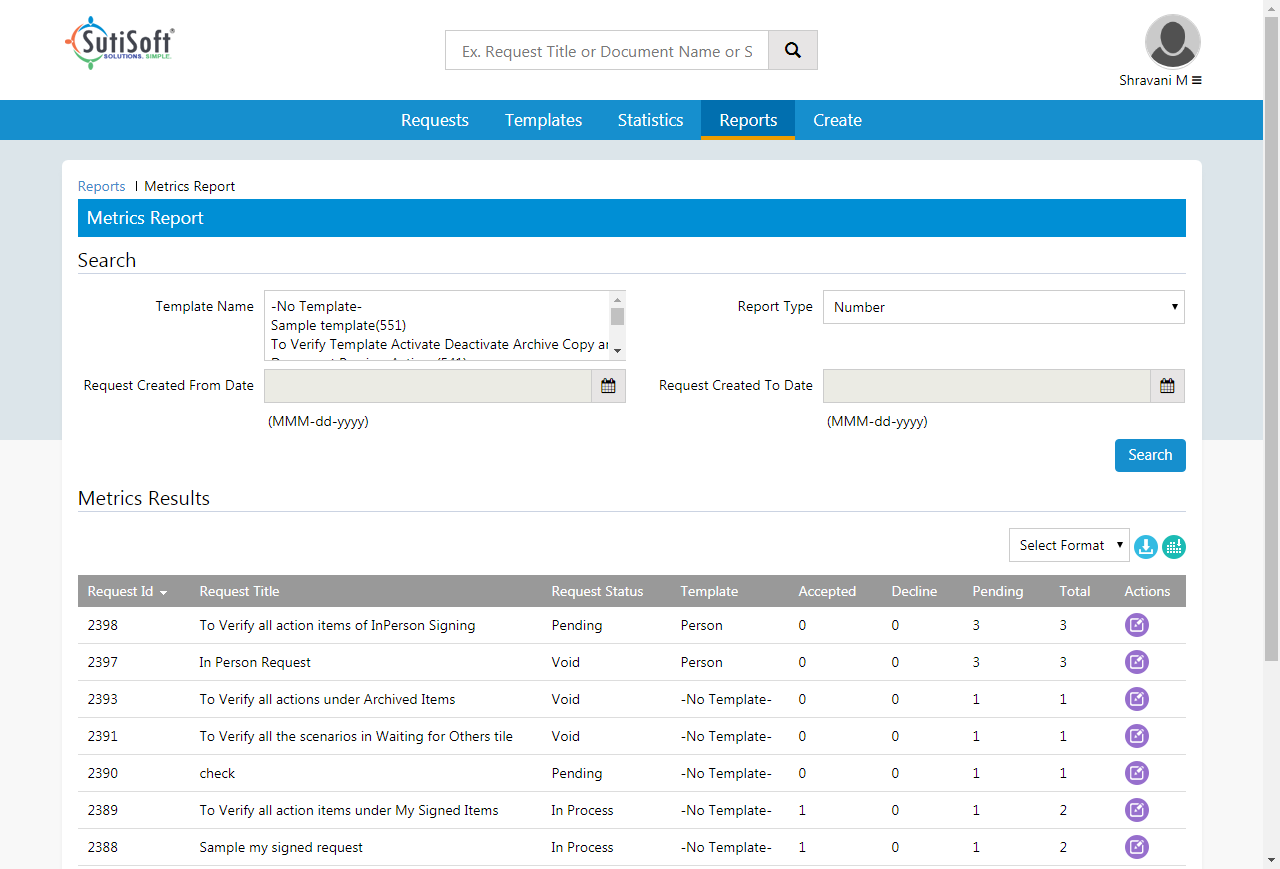 SutiSoft®
SOLUTIONS. SIMPLE.
Ex. Request Title or Document Name or S
Shravani M
Requests Templates Statistics Reports Create
Reports | Metrics Report
Metrics Report
Search
Template Name
-No Template-
Sample template(551)
To Verify Template Activate Deactivate Archive Copy
Report Type Number
Request Created From Date
(MMM-dd-yyyy)
Request Created To Date
(MMM-dd-yyyy)
Search
Metrics Results
Select Format
Request Id Request Title Request Status Template Accepted Decline Pending Total Actions
2398 To Verify all action items of InPerson Signing Pending Person 0 0 3 3
2397 In Person Request Void Person 0 0 3 3
2393 To Verify all actions under Archived Items Void -No Template- 0 0 1 1
2391 To Verify all the scenarios in Waiting for Others tile Void -No Template- 0 0 1 1
2390 check Pending -No Template- 0 0 1 1
2389 To Verify all action items under My Signed Items In Process -No Template- 1 0 1 2
2388 Sample my signed request In Process -No Template- 1 0 1 2